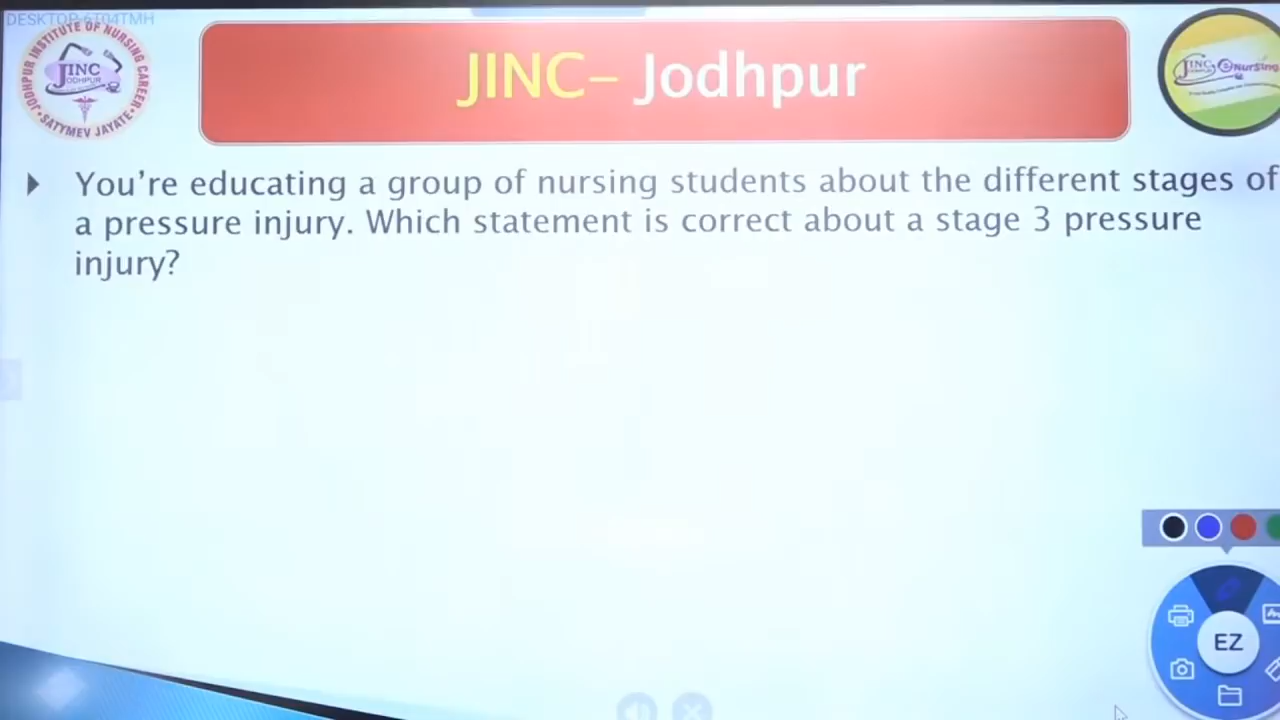 DESKTOP-6T04TMH
JODHPUR INSTITUTE OF NURSING CAREER
JINC
JODHPUR
SATYMEV JAYATE
JINC– Jodhpur
JINC
eNursing
You're educating a group of nursing students about the different stages of
a pressure injury. Which statement is correct about a stage 3 pressure
injury?
EZ